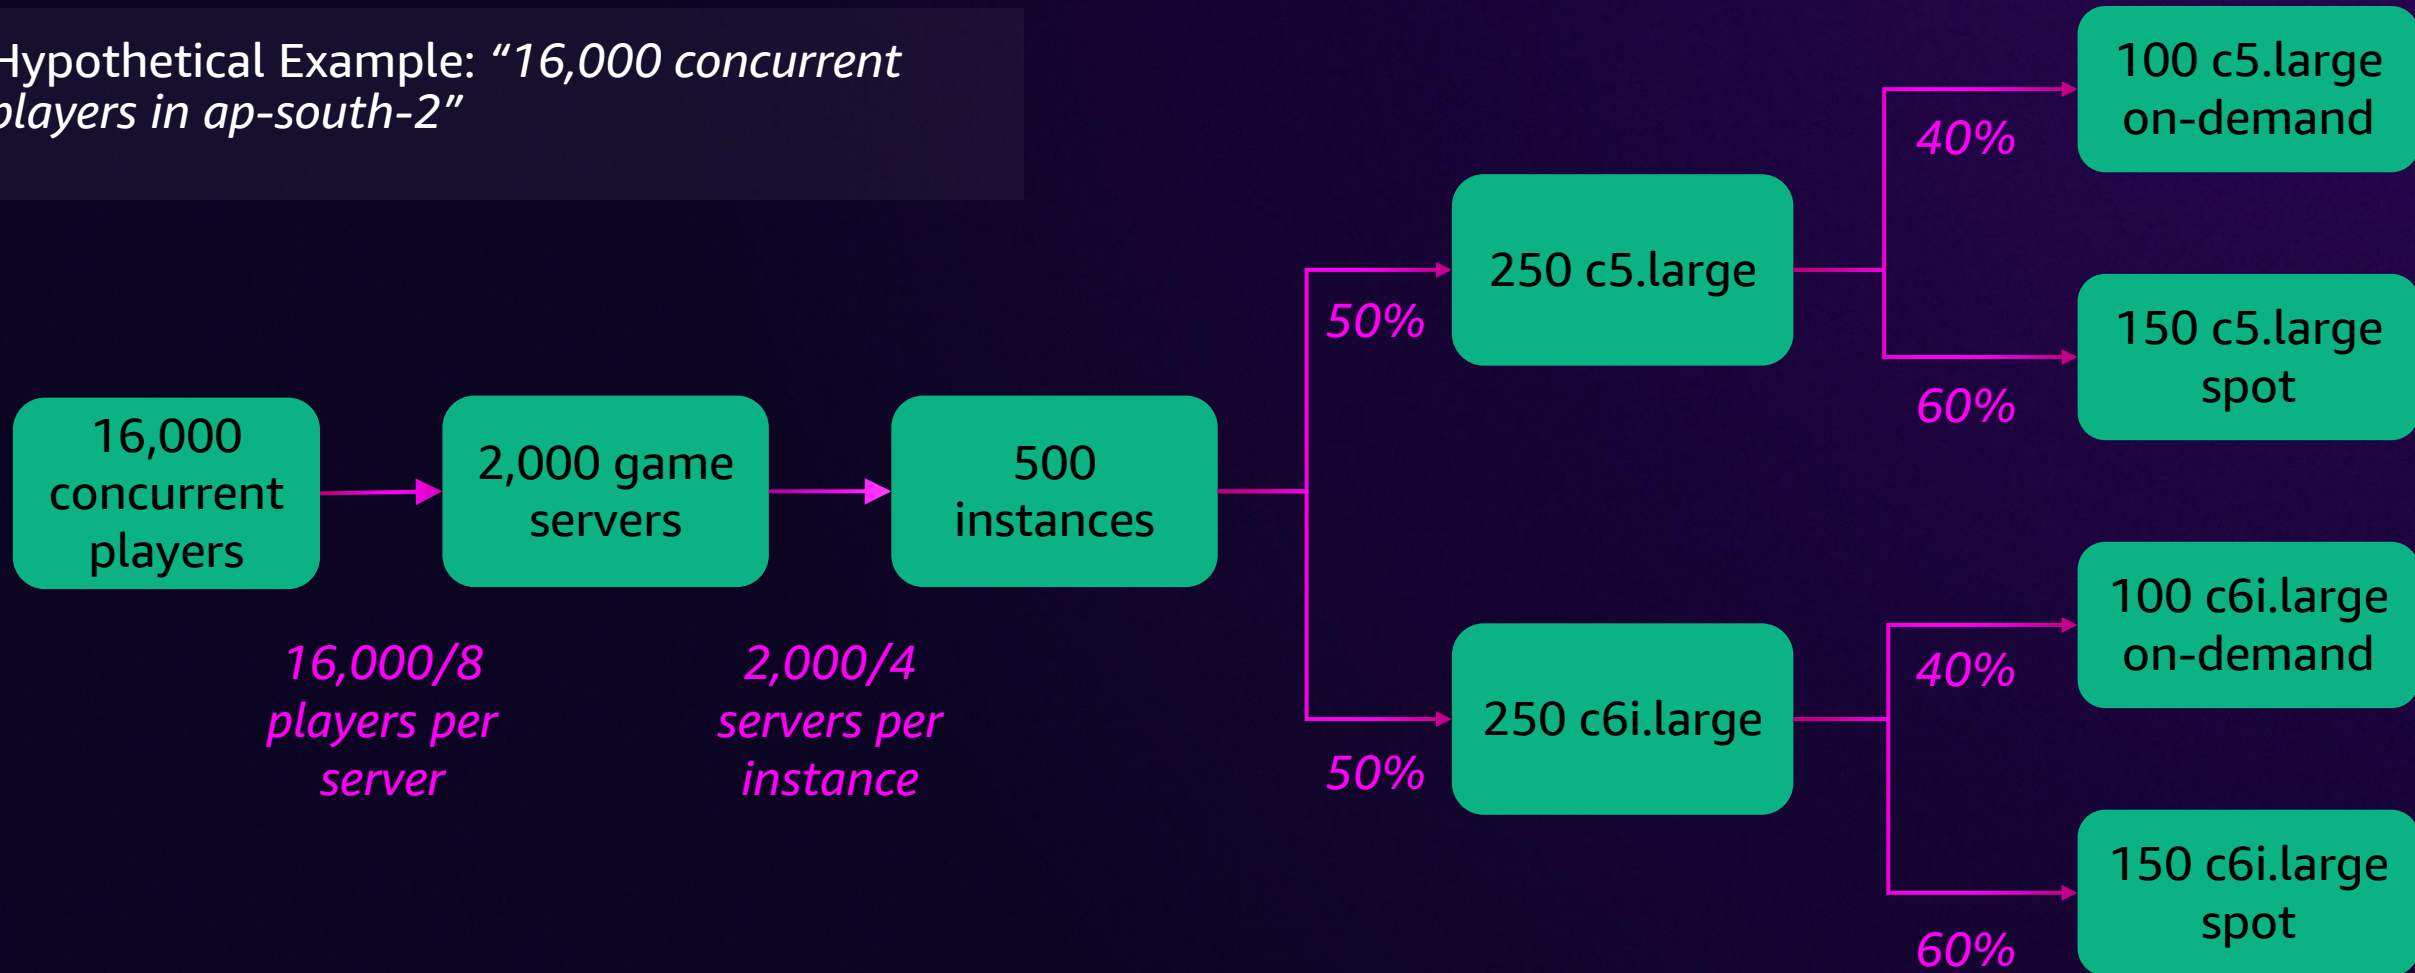 Hypothetical Example: “16,000 concurrent
players in ap-south-2”
16,000
concurrent
players
16,000/8
players per
server
2,000 game
servers
2,000/4
servers per
instance
500
instances
50%
250 c5.large
40%
100 c5.large
on-demand
60%
150 c5.large
spot
50%
250 c6i.large
40%
100 c6i.large
on-demand
60%
150 c6i.large
spot